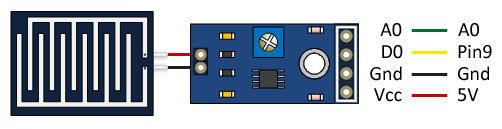 A0 A0
D0 Pin9
Gnd Gnd
Vcc 5V